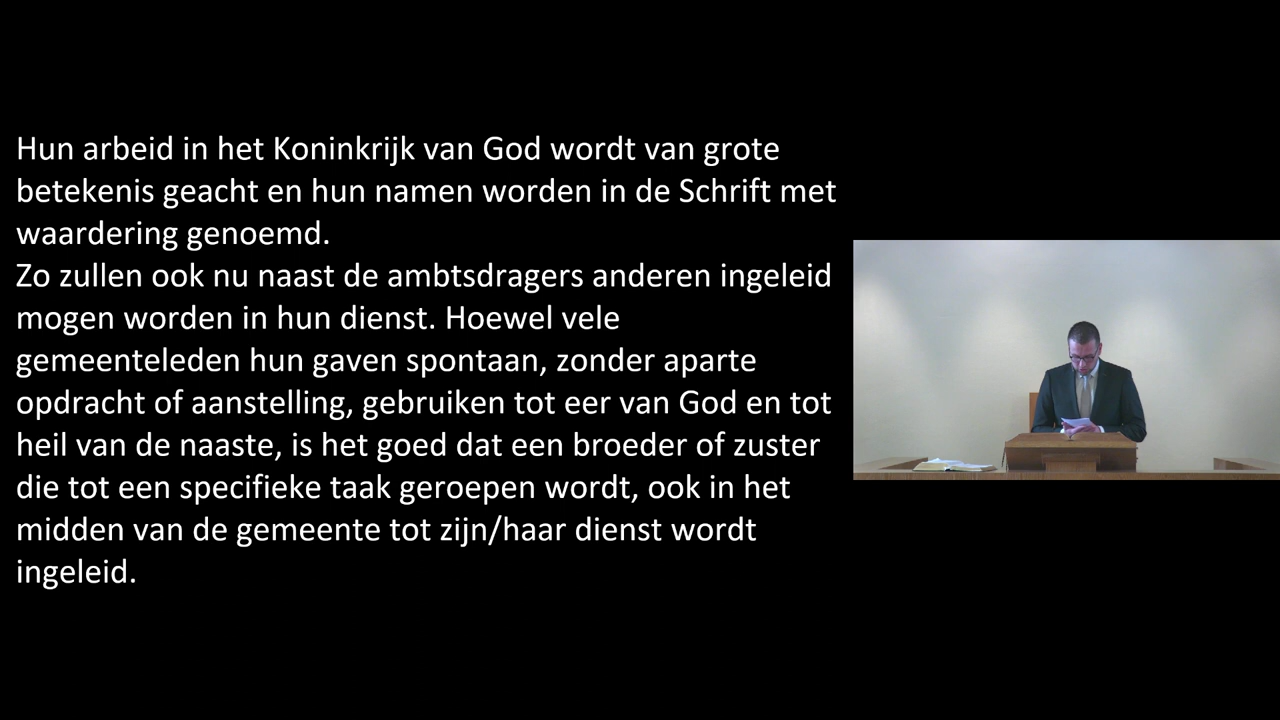 Hun arbeid in het Koninkrijk van God wordt van grote
betekenis geacht en hun namen worden in de Schrift met
waardering genoemd.
Zo zullen ook nu naast de ambtsdragers anderen ingeleid
mogen worden in hun dienst. Hoewel vele
gemeenteleden hun gaven spontaan, zonder aparte
opdracht of aanstelling, gebruiken tot eer van God en tot
heil van de naaste, is het goed dat een broeder of zuster
die tot een specifieke taak geroepen wordt, ook in het
midden van de gemeente tot zijn/haar dienst wordt
ingeleid.